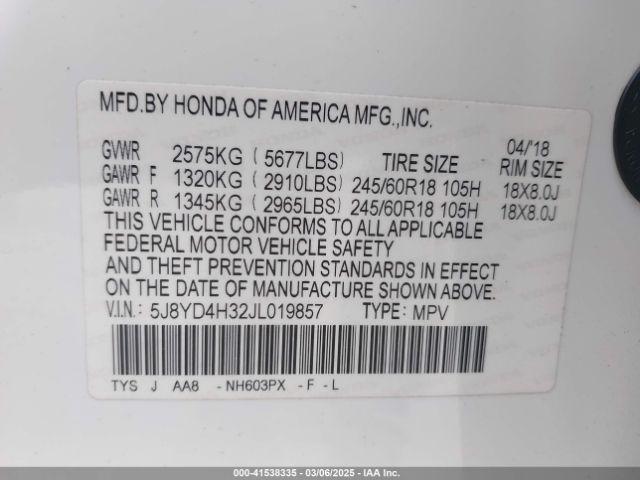 MFD.BY HONDA OF AMERICA MFG.,INC.
04/'18
GVWR 2575KG ( 5677LBS) TIRE SIZE RIM SIZE
GAWR F 1320KG ( 2910LBS) 245/60R18 105H 18X8.0J
GAWR R 1345KG ( 2965LBS) 245/60R18 105H 18X8.0J
THIS VEHICLE CONFORMS TO ALL APPLICABLE
FEDERAL MOTOR VEHICLE SAFETY
AND THEFT PREVENTION STANDARDS IN EFFECT
ON THE DATE OF MANUFACTURE SHOWN ABOVE.
V.I.N.: 5J8YD4H32JL019857 TYPE: MPV
TYS J AA8 - NH603PX - F - L
000-41538335 - 03/06/2025 - IAA Inc.